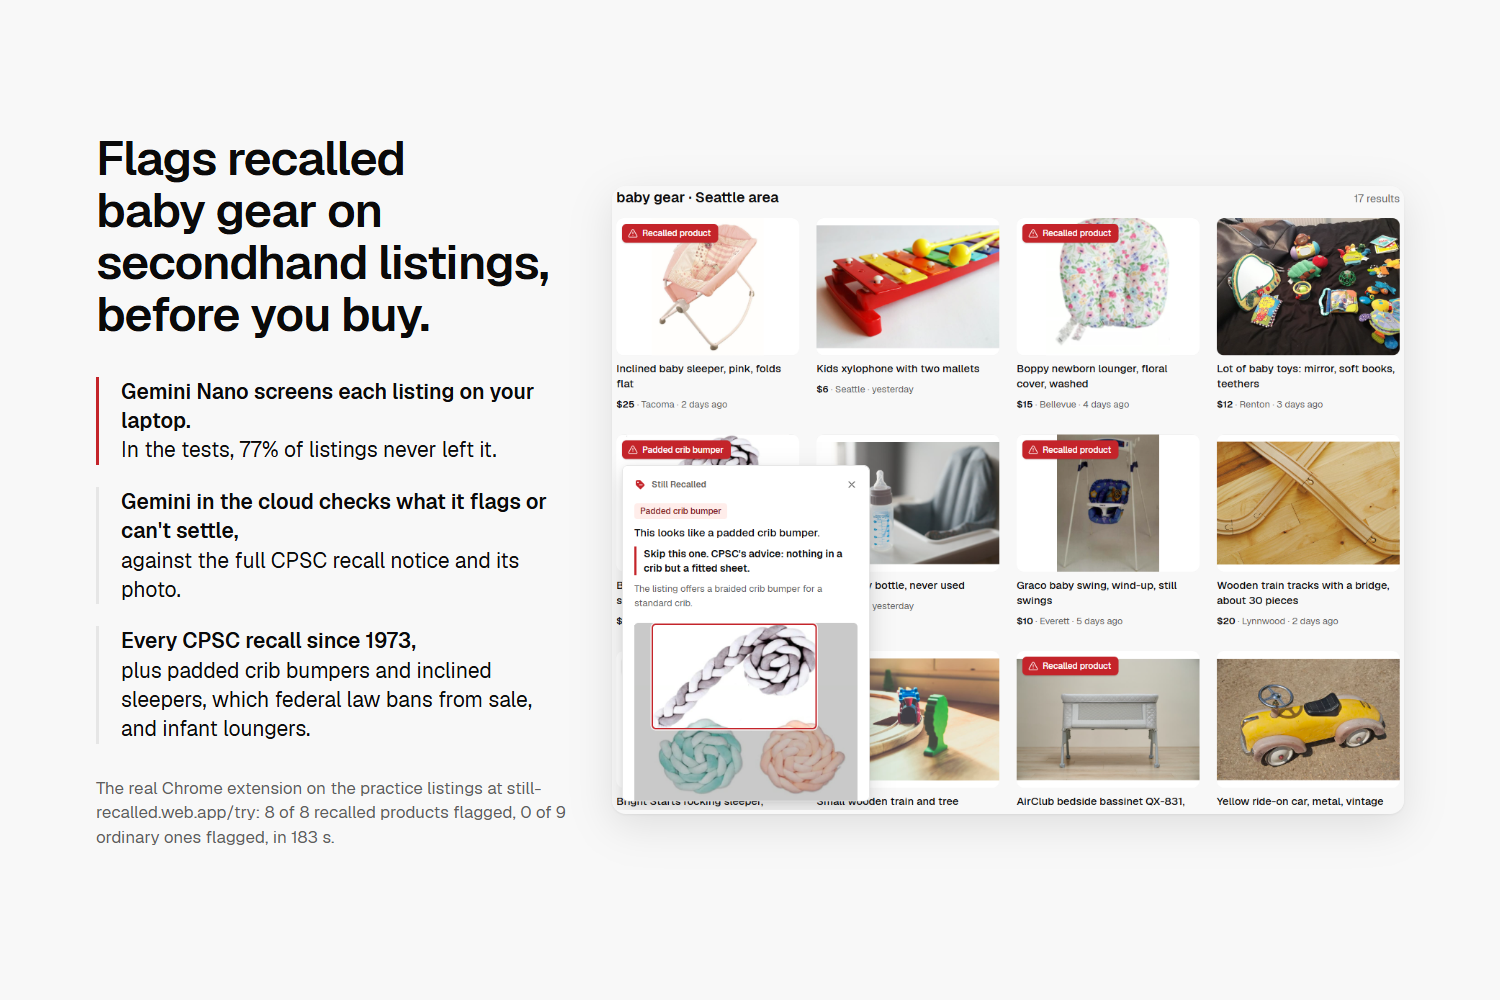 Flags recalled
baby gear on
secondhand listings,
before you buy.
Gemini Nano screens each listing on your
laptop.
In the tests, 77% of listings never left it.
Gemini in the cloud checks what it flags or
can't settle,
against the full CPSC recall notice and its
photo.
Every CPSC recall since 1973,
plus padded crib bumpers and inclined
sleepers, which federal law bans from sale,
and infant loungers.
The real Chrome extension on the practice listings at still-
recalled.web.app/try: 8 of 8 recalled products flagged, 0 of 9
ordinary ones flagged, in 183 s.
baby gear · Seattle area
17 results
Recalled product
Inclined baby sleeper, pink, folds
flat
$25 · Tacoma · 2 days ago
Kids xylophone with two mallets
$6 · Seattle · yesterday
Recalled product
Boppy newborn lounger, floral
cover, washed
$15 · Bellevue · 4 days ago
Lot of baby toys: mirror, soft books,
teethers
$12 · Renton · 3 days ago
Padded crib bumper
Still Recalled
Padded crib bumper
This looks like a padded crib bumper.
Skip this one. CPSC's advice: nothing in a
crib but a fitted sheet.
The listing offers a braided crib bumper for a
standard crib.
bottle, never used
yesterday
Recalled product
Graco baby swing, wind-up, still
swings
$10 · Everett · 5 days ago
Wooden train tracks with a bridge,
about 30 pieces
$20 · Lynnwood · 2 days ago
Bright Starts rocking sleeper,
Small wooden train and tree
Recalled product
AirClub bedside bassinet QX-831,
Yellow ride-on car, metal, vintage